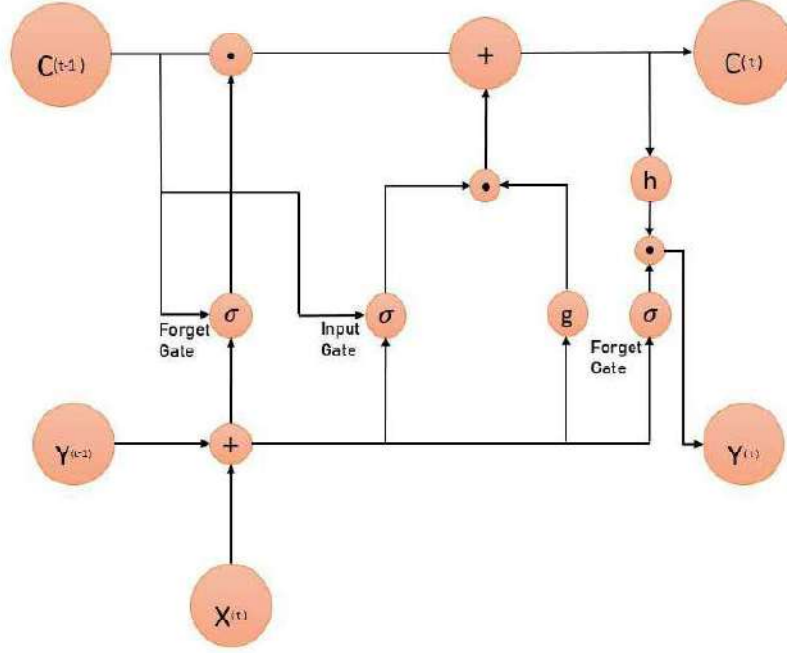 C(t-1)
•
+
C(t)
h
•
•
σ
σ
g
σ
Forget
Gate
Input
Gate
Forget
Gate
Y(t-1)
+
Y(t)
X(t)